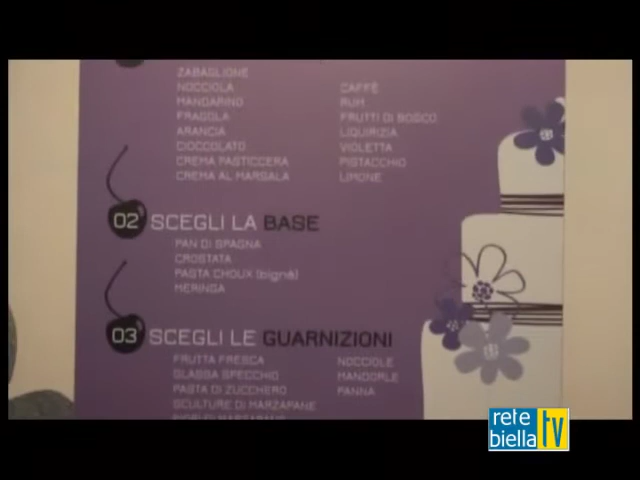 ZABAGLIONE
NOCCIOLA
MANDARINO
FRAGOLA
ARANCIA
CIOCCOLATO
CREMA PASTICCERA
CREMA AL MARSALA
CAFFÈ
RUM
FRUTTI DI BOSCO
LIQUIRIZIA
VIOLETTA
PISTACCHIO
LIMONE
02 SCEGLI LA BASE
PAN DI SPAGNA
CROSTATA
PASTA CHOUX (bignè)
MERINGA
03 SCEGLI LE GUARNIZIONI
FRUTTA FRESCA
GLASSA SPECCHIO
PASTA DI ZUCCHERO
SCULTURE DI MARZAPANE
NOCCIOLE
MANDORLE
PANNA
rete
biella tv